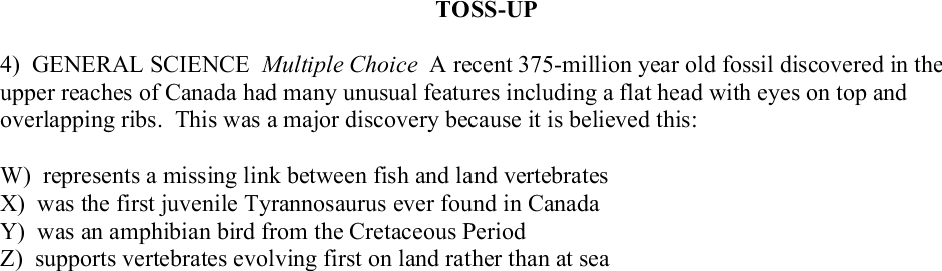 TOSS-UP
4) GENERAL SCIENCE Multiple Choice A recent 375-million year old fossil discovered in the
upper reaches of Canada had many unusual features including a flat head with eyes on top and
overlapping ribs. This was a major discovery because it is believed this:
W) represents a missing link between fish and land vertebrates
X) was the first juvenile Tyrannosaurus ever found in Canada
Y) was an amphibian bird from the Cretaceous Period
Z) supports vertebrates evolving first on land rather than at sea